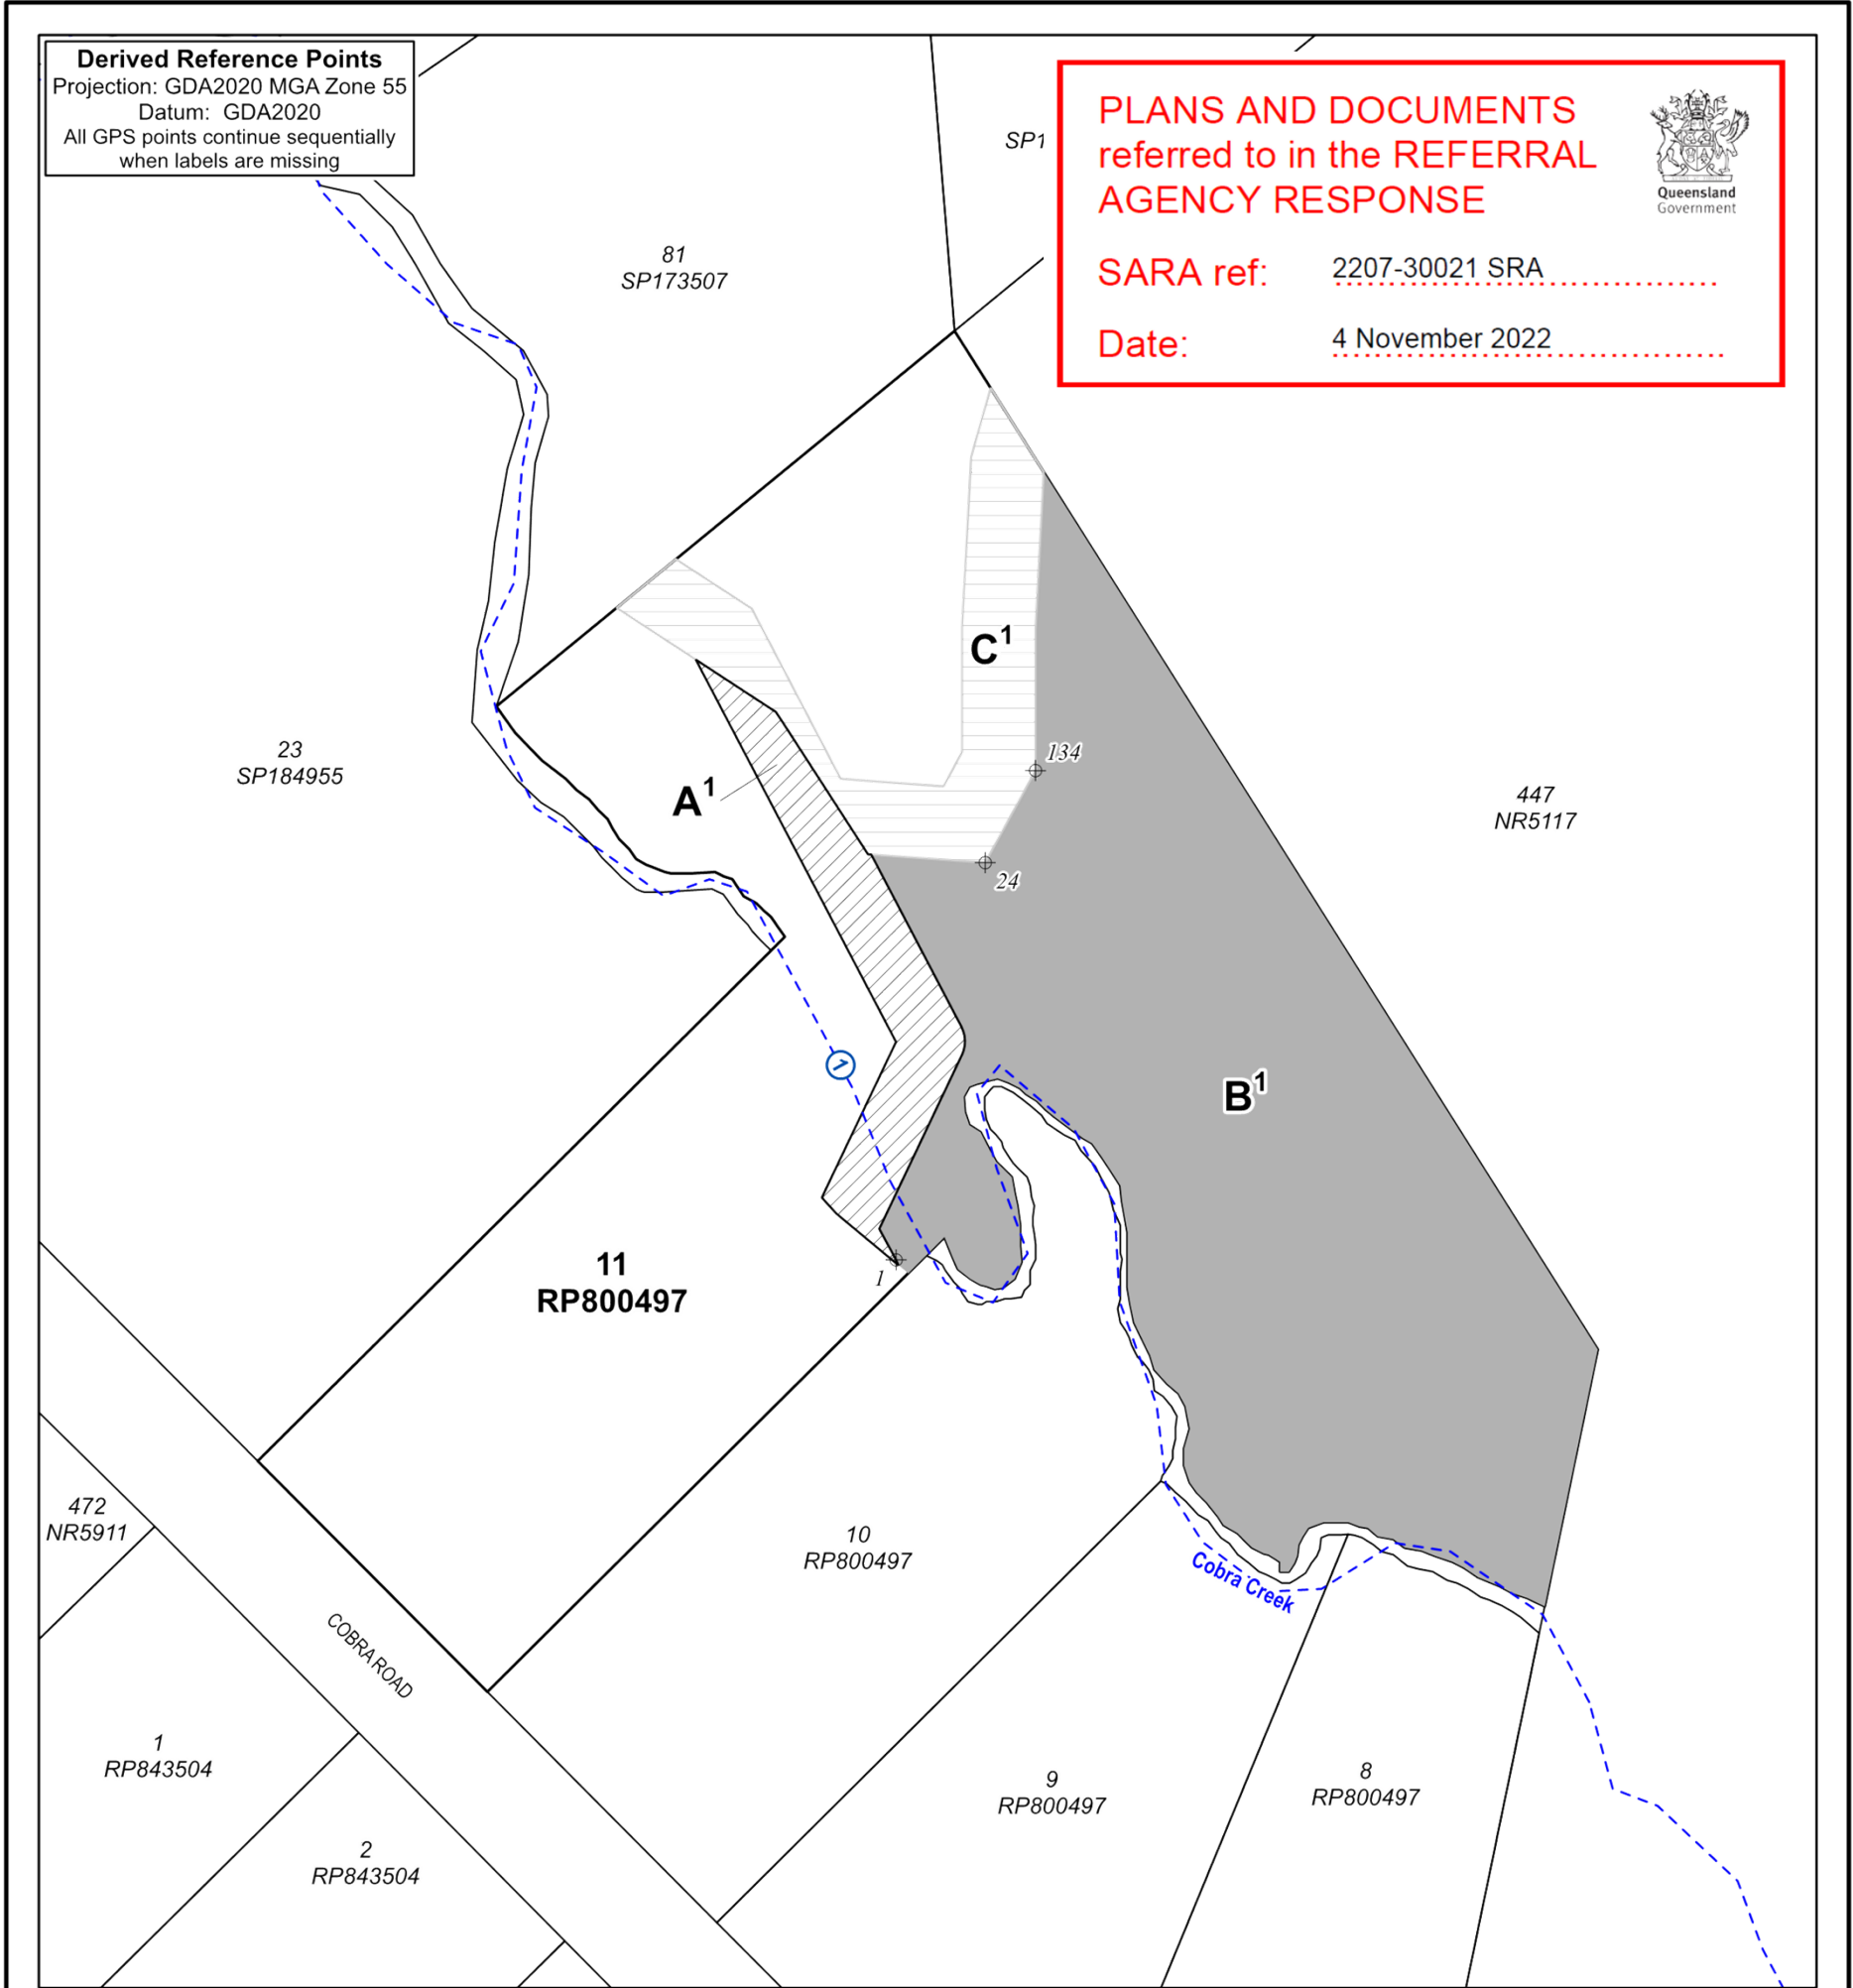 Derived Reference Points
Projection: GDA2020 MGA Zone 55
Datum: GDA2020
All GPS points continue sequentially
when labels are missing
PLANS AND DOCUMENTS
referred to in the REFERRAL
AGENCY RESPONSE
Queensland
Government
SARA ref: 2207-30021 SRA
Date: 4 November 2022
SP1
81
SP173507
C¹
134
23
SP184955
A¹
447
NR5117
24
1
B¹
11
RP800497
1
472
NR5911
10
RP800497
Cobra Creek
COBRA ROAD
1
RP843504
9
RP800497
8
RP800497
2
RP843504